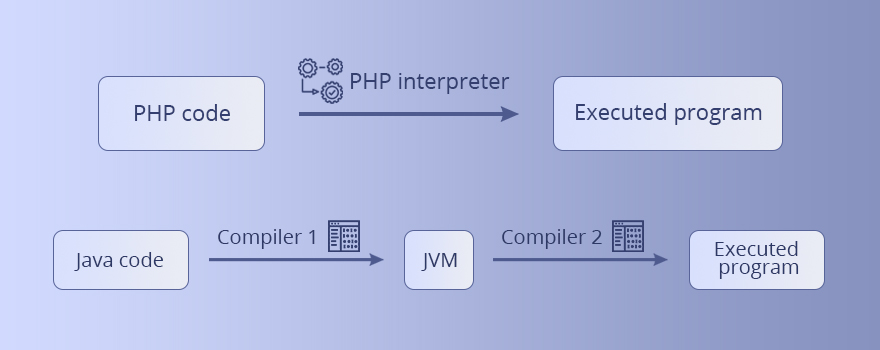 PHP interpreter
PHP code
Executed program
Compiler 1
Compiler 2
Java code
JVM
Executed
program